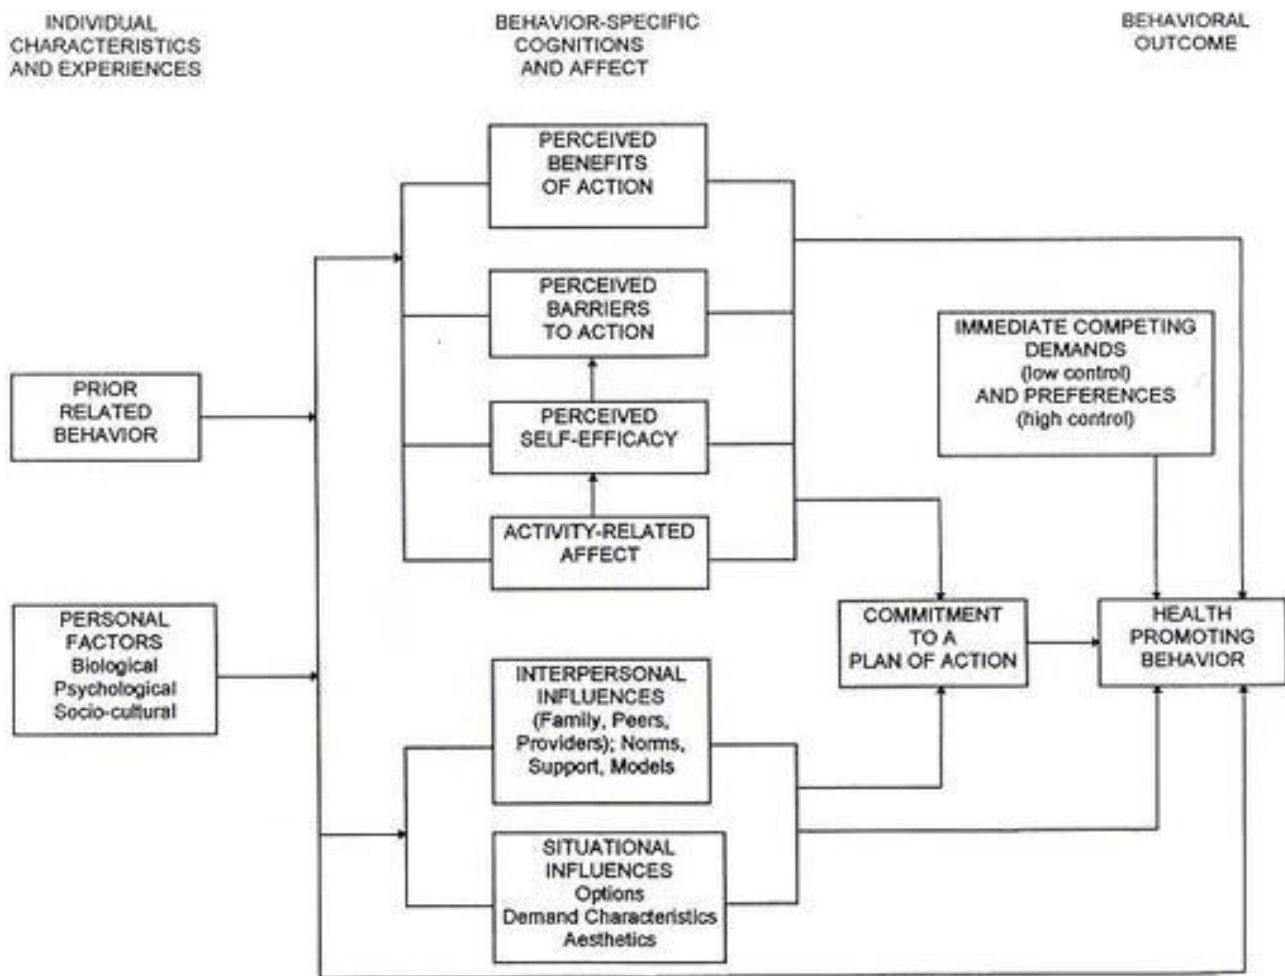 INDIVIDUAL
CHARACTERISTICS
AND EXPERIENCES
BEHAVIOR-SPECIFIC
COGNITIONS
AND AFFECT
BEHAVIORAL
OUTCOME
PERCEIVED
BENEFITS
OF ACTION
PERCEIVED
BARRIERS
TO ACTION
IMMEDIATE COMPETING
DEMANDS
(low control)
AND PREFERENCES
(high control)
PRIOR
RELATED
BEHAVIOR
PERCEIVED
SELF-EFFICACY
ACTIVITY-RELATED
AFFECT
PERSONAL
FACTORS
Biological
Psychological
Socio-cultural
COMMITMENT
TO A
PLAN OF ACTION
HEALTH
PROMOTING
BEHAVIOR
INTERPERSONAL
INFLUENCES
(Family, Peers,
Providers); Norms,
Support, Models
SITUATIONAL
INFLUENCES
Options
Demand Characteristics
Aesthetics